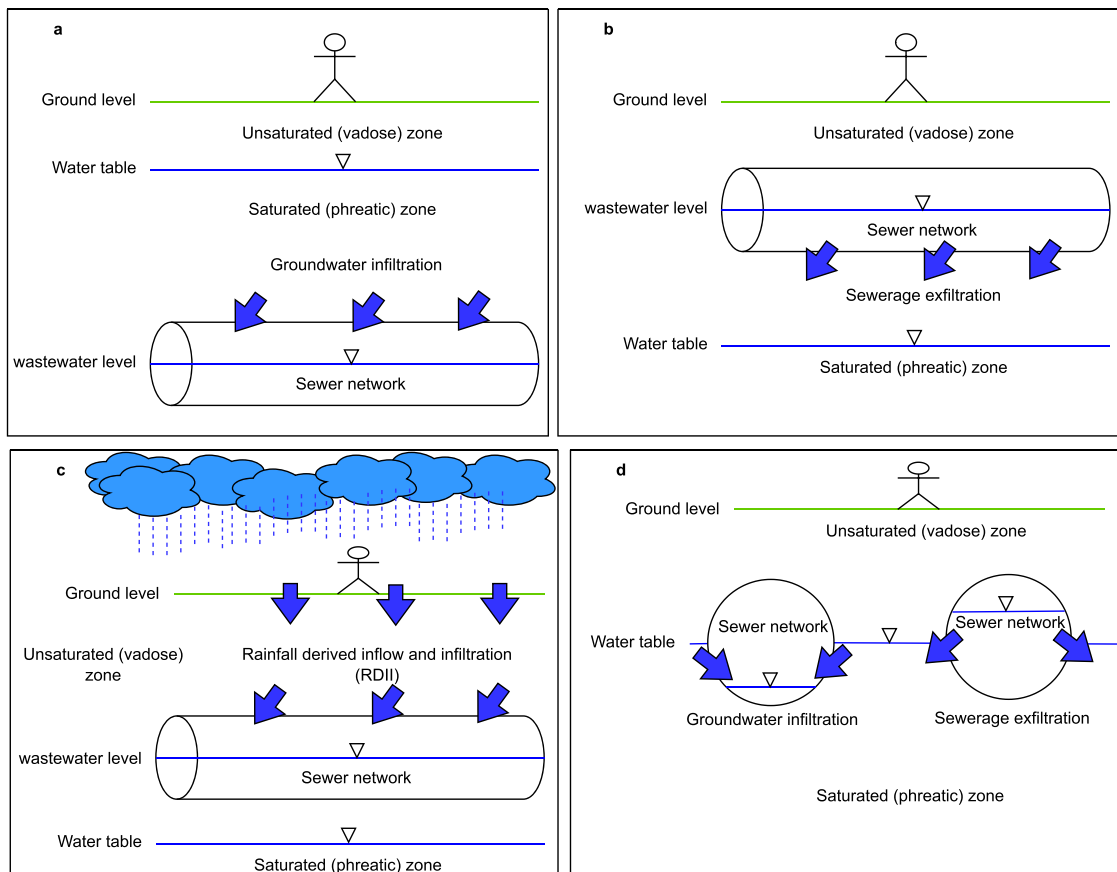 a
Ground level
Unsaturated (vadose) zone
Water table
Saturated (phreatic) zone
Groundwater infiltration
wastewater level
Sewer network
b
Ground level
Unsaturated (vadose) zone
wastewater level
Sewer network
Sewerage exfiltration
Water table
Saturated (phreatic) zone
c
Ground level
Unsaturated (vadose)
zone
Rainfall derived inflow and infiltration
(RDII)
wastewater level
Sewer network
Water table
Saturated (phreatic) zone
d
Ground level
Unsaturated (vadose) zone
Water table
Sewer network
Sewer network
Groundwater infiltration
Sewerage exfiltration
Saturated (phreatic) zone